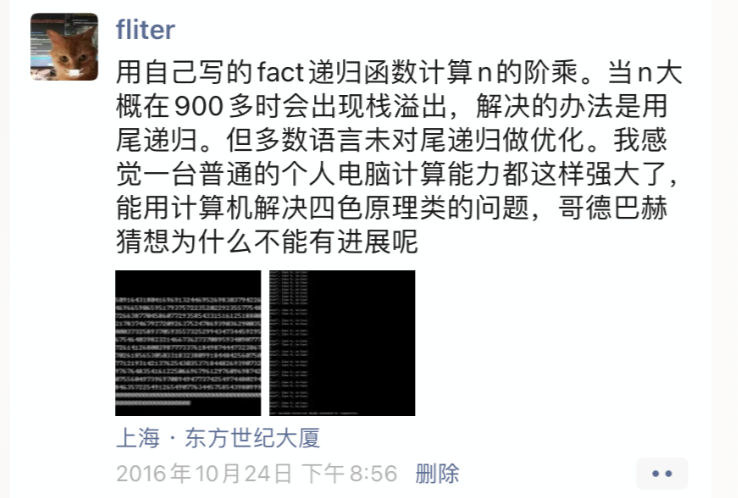 fliter
用自己写的fact递归函数计算n的阶乘。当n大
概在900多时会出现栈溢出，解决的办法是用
尾递归。但多数语言未对尾递归做优化。我感
觉一台普通的个人电脑计算能力都这样强大了，
能用计算机解决四色原理类的问题，哥德巴赫
猜想为什么不能有进展呢
上海·东方世纪大厦
2016年10月24日 下午8:56 删除